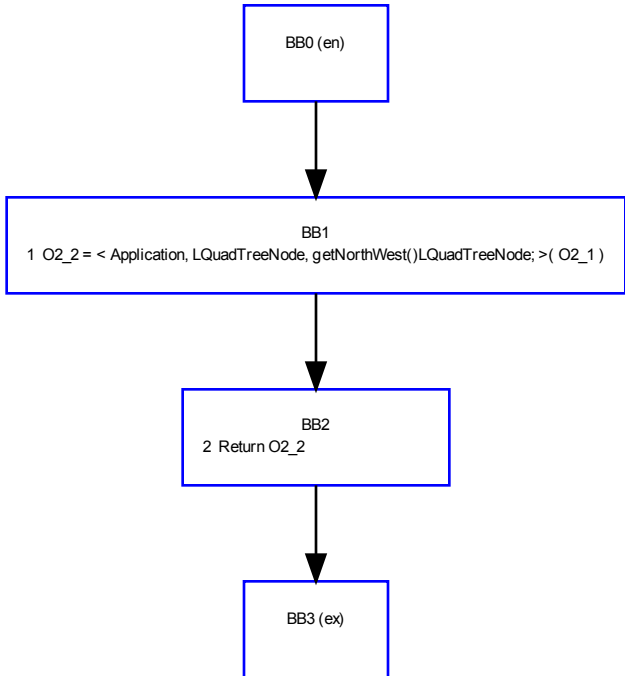 BB0 (en)
BB1
1 O2_2 = < Application, LQuadTreeNode, getNorthWest()LQuadTreeNode; >( O2_1 )
BB2
2 Return O2_2
BB3 (ex)